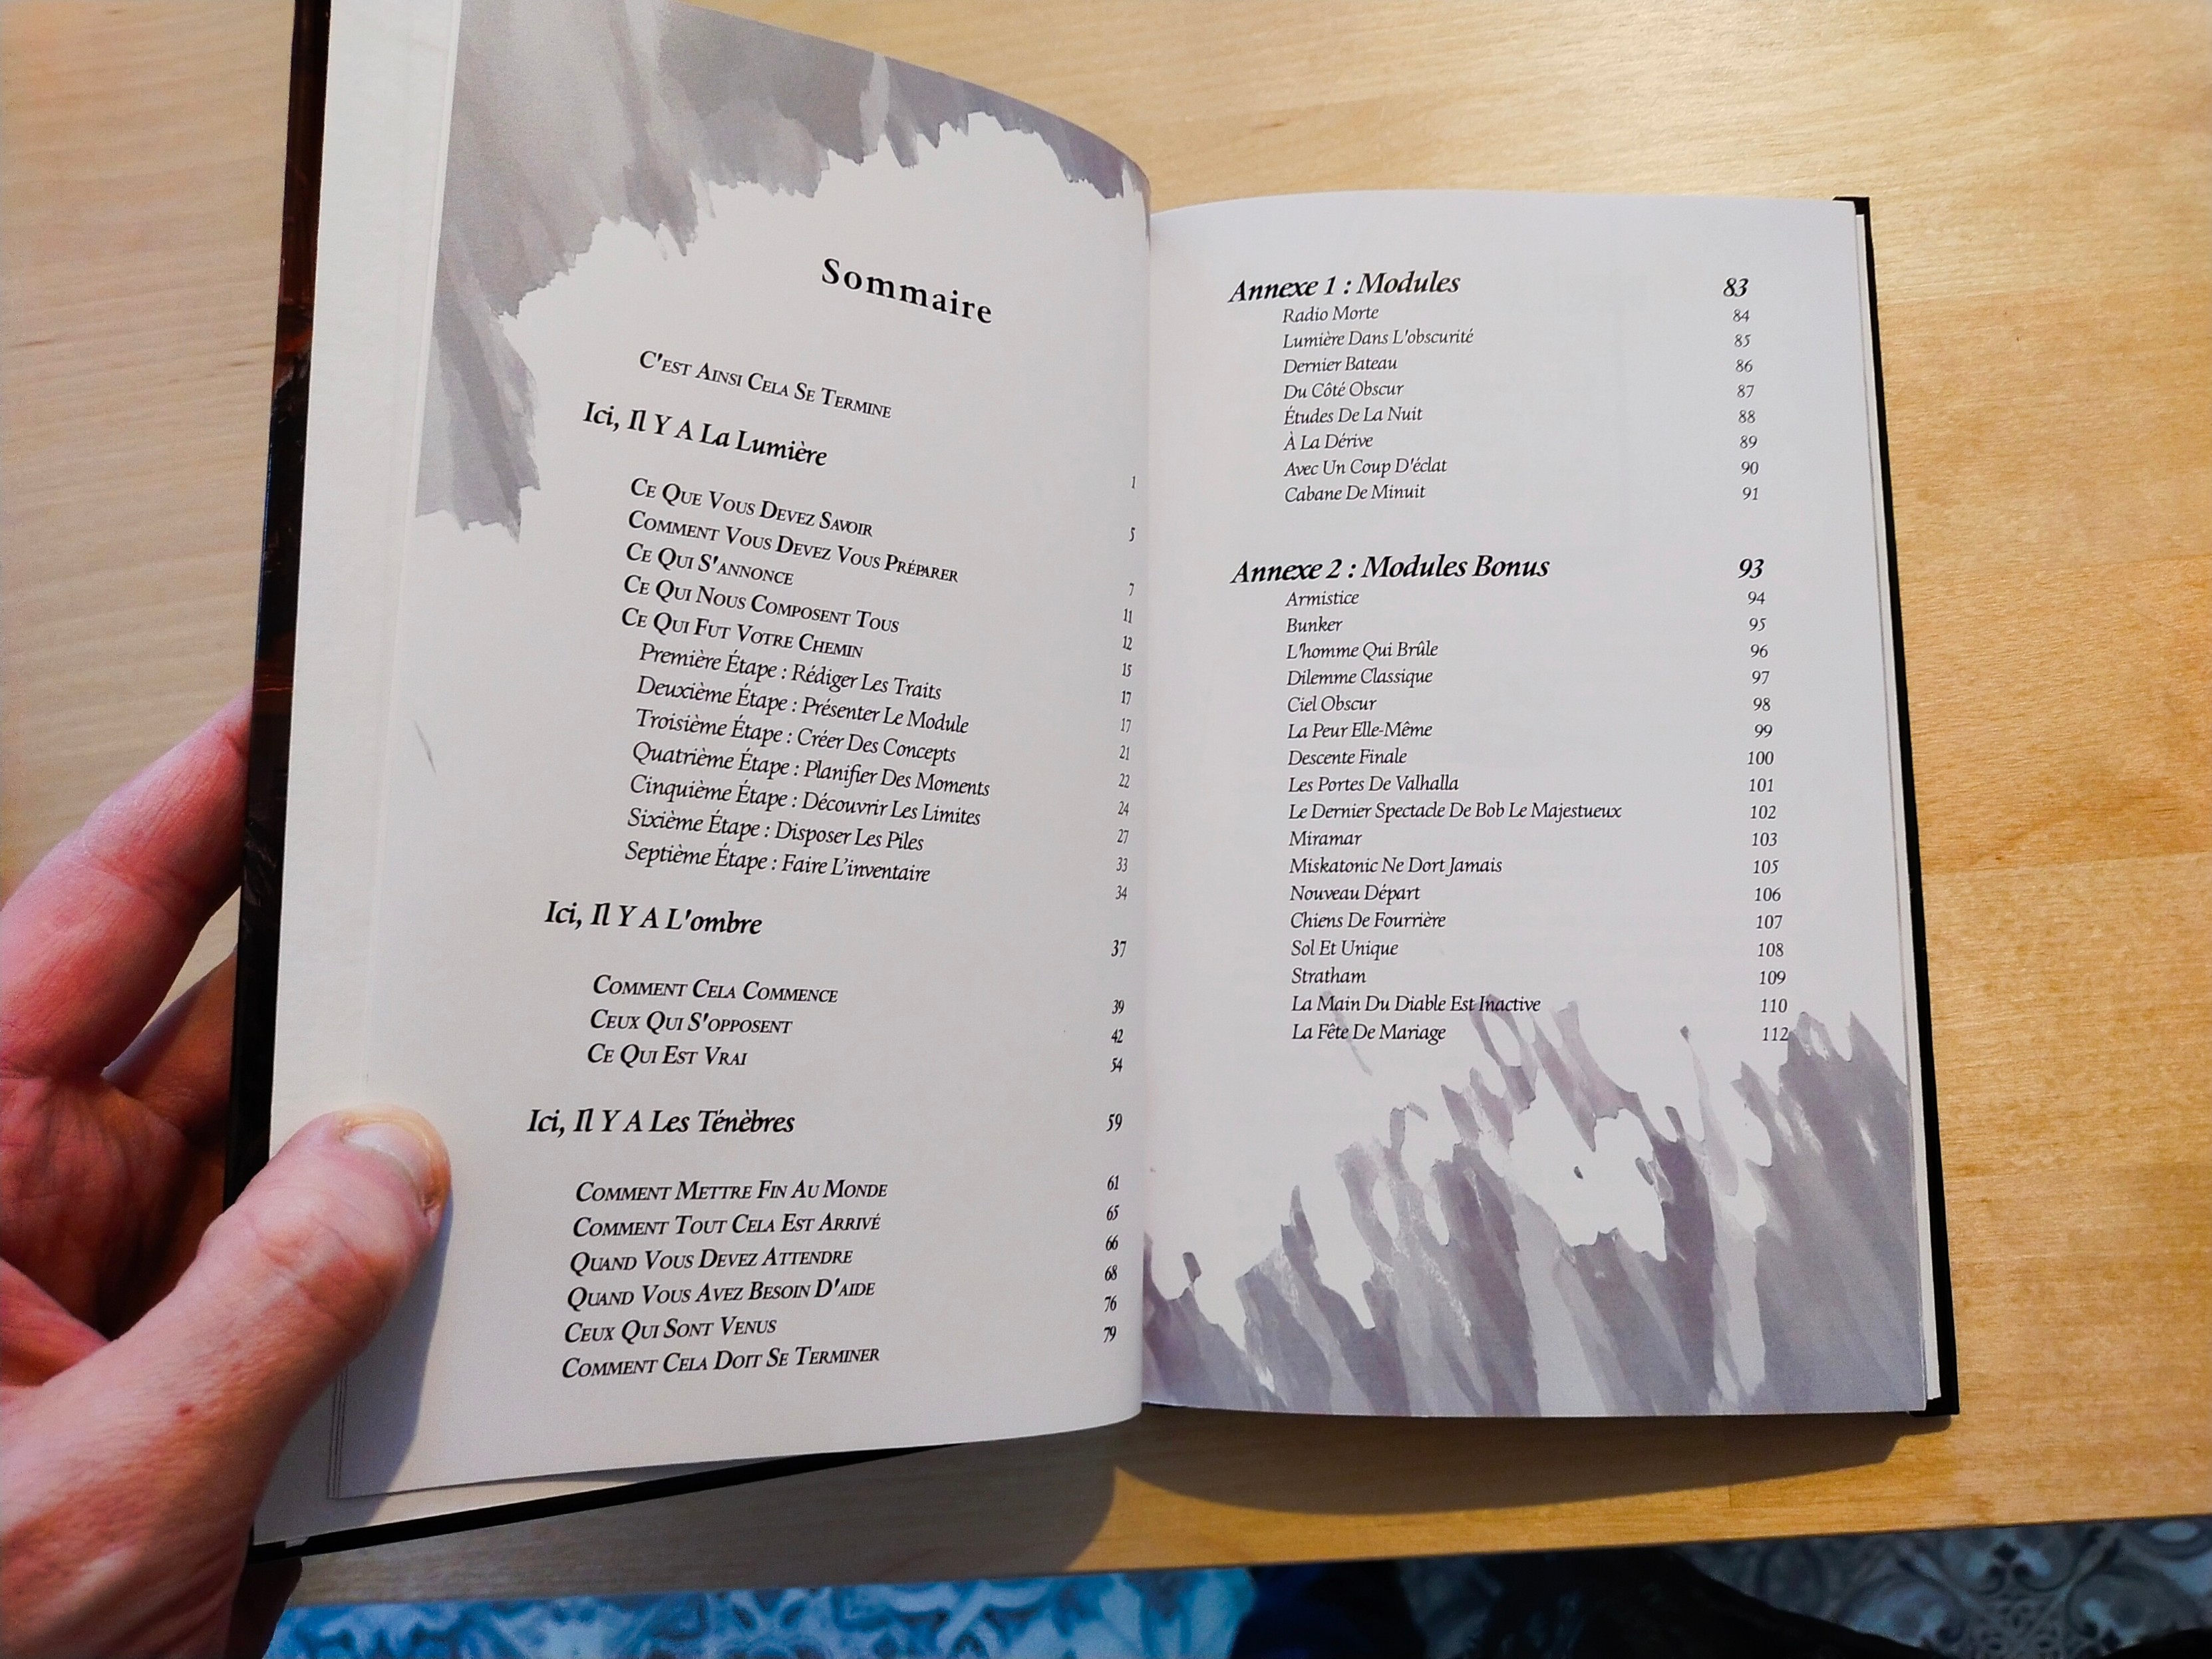 Sommaire
C'est Ainsi Cela Se Termine 1
Ici, Il Y A La Lumière 5
Ce Que Vous Devez Savoir 7
Comment Vous Devez Vous Préparer 11
Ce Qui S'annonce 12
Ce Qui Nous Composent Tous 15
Ce Qui Fut Votre Chemin 17
Première Étape : Rédiger Les Traits 17
Deuxième Étape : Présenter Le Module 21
Troisième Étape : Créer Des Concepts 22
Quatrième Étape : Planifier Des Moments 24
Cinquième Étape : Découvrir Les Limites 27
Sixième Étape : Disposer Les Piles 33
Septième Étape : Faire L'inventaire 34
Ici, Il Y A L'ombre 37
Comment Cela Commence 39
Ceux Qui S'opposent 42
Ce Qui Est Vrai 54
Ici, Il Y A Les Ténèbres 59
Comment Mettre Fin Au Monde 61
Comment Tout Cela Est Arrivé 65
Quand Vous Devez Attendre 66
Quand Vous Avez Besoin D'aide 68
Ceux Qui Sont Venus 76
Comment Cela Doit Se Terminer 79
Annexe 1 : Modules 83
Radio Morte 84
Lumière Dans L'obscurité 85
Dernier Bateau 86
Du Côté Obscur 87
Études De La Nuit 88
À La Dérive 89
Avec Un Coup D'éclat 90
Cabane De Minuit 91
Annexe 2 : Modules Bonus 93
Armistice 94
Bunker 95
L'homme Qui Brûle 96
Dilemme Classique 97
Ciel Obscur 98
La Peur Elle-Même 99
Descente Finale 100
Les Portes De Valhalla 101
Le Dernier Spectacle De Bob Le Majestueux 102
Miramar 103
Miskatonic Ne Dort Jamais 105
Nouveau Départ 106
Chiens De Fourrière 107
Sol Et Unique 108
Stratham 109
La Main Du Diable Est Inactive 110
La Fête De Mariage 112